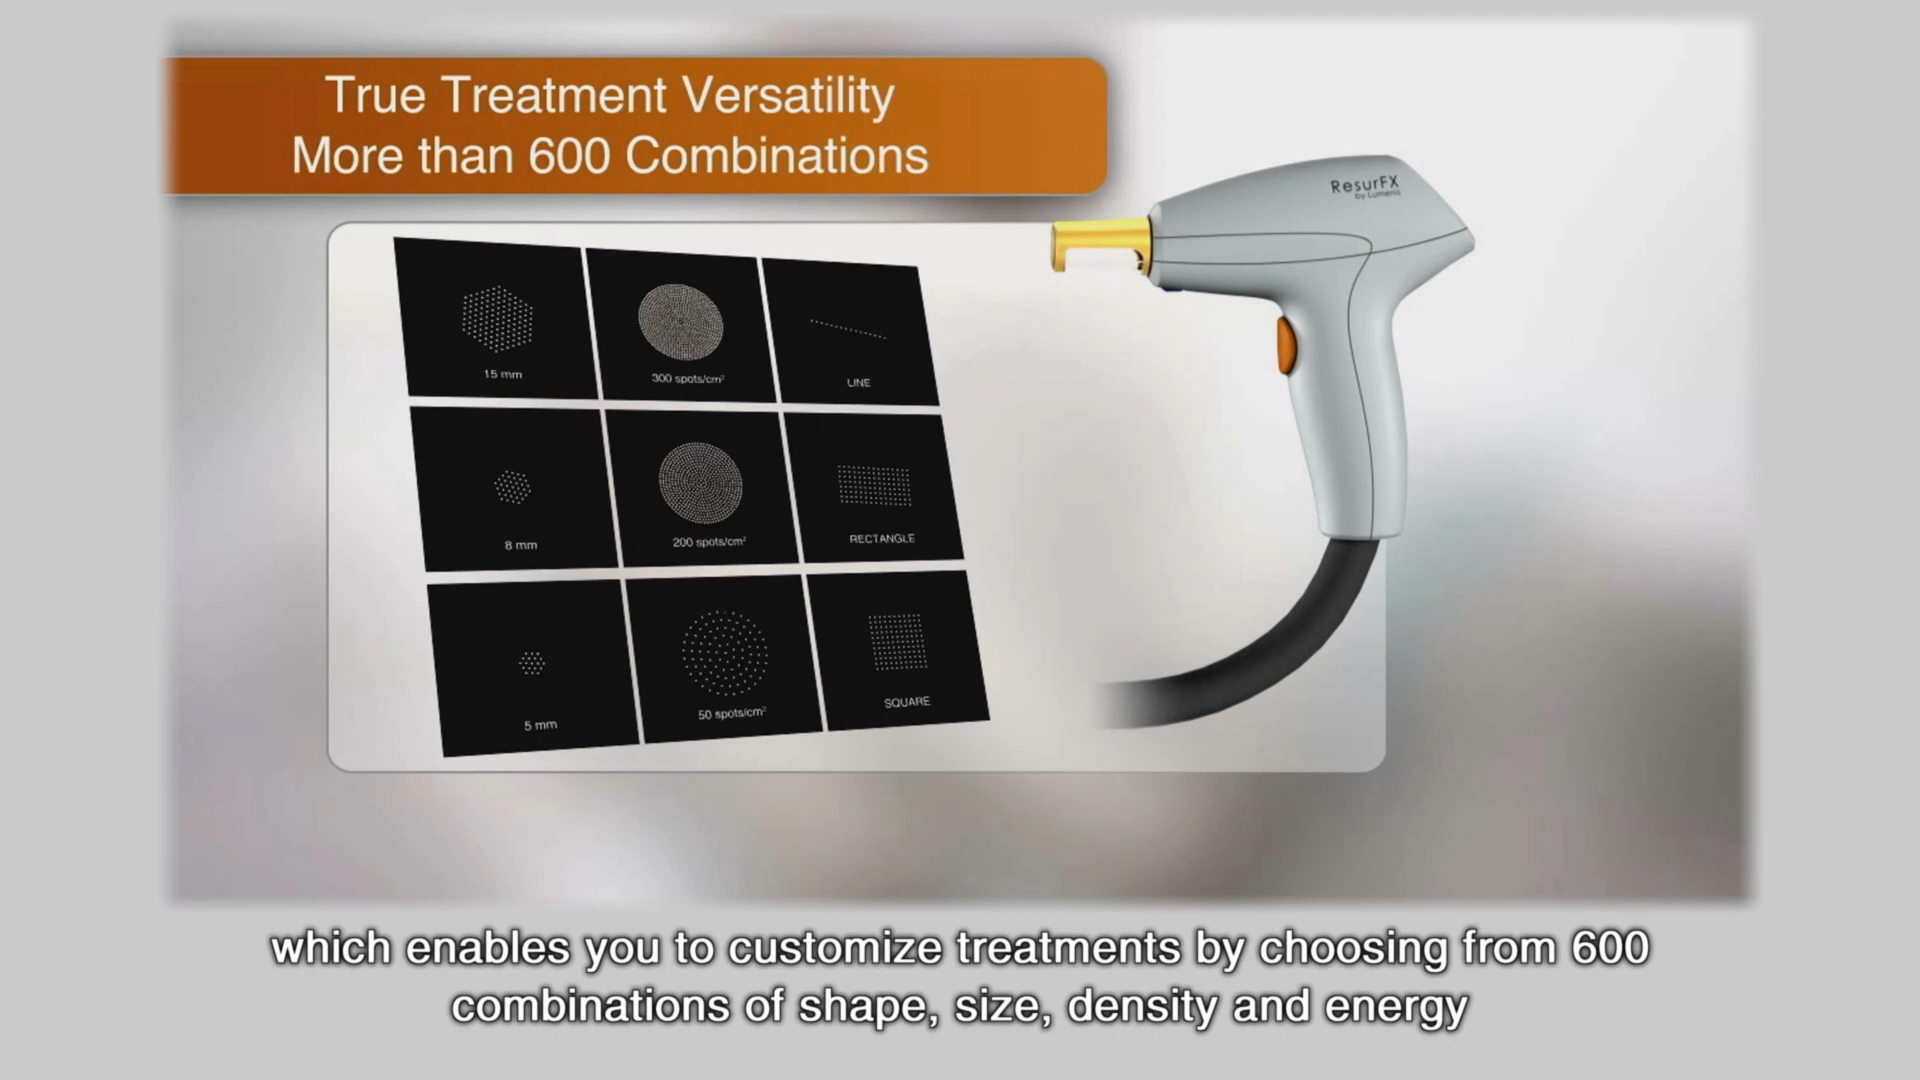 True Treatment Versatility
More than 600 Combinations
ResurFX
by Lumenis
15 mm
300 spots/cm²
LINE
8 mm
200 spots/cm²
RECTANGLE
5 mm
50 spots/cm²
SQUARE
which enables you to customize treatments by choosing from 600
combinations of shape, size, density and energy